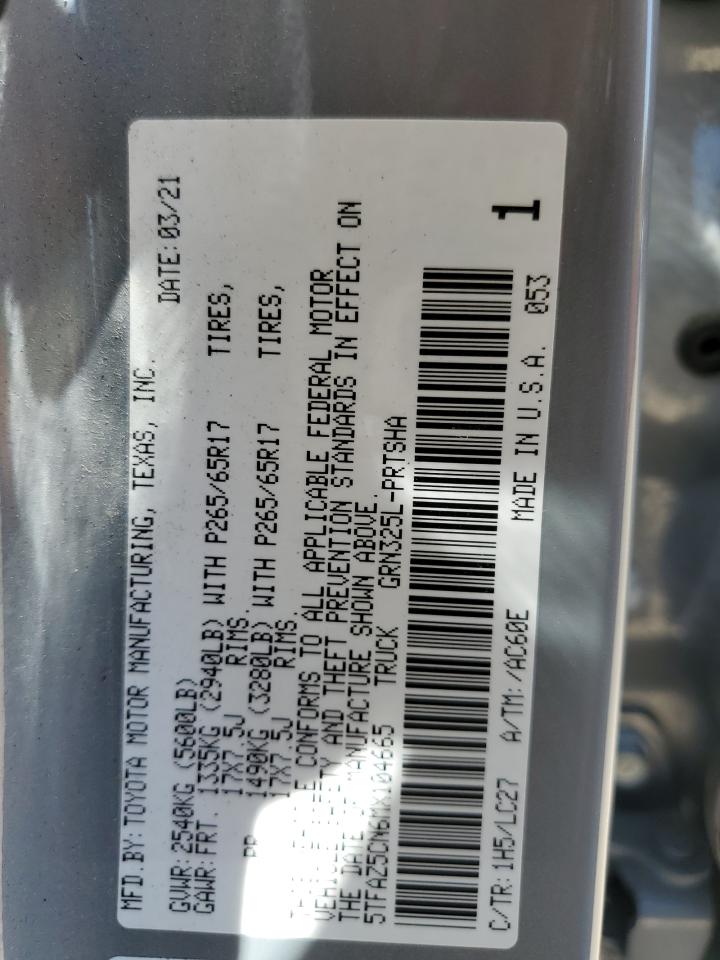 MFD.BY:TOYOTA MOTOR MANUFACTURING, TEXAS, INC.
DATE:03/21
GVWR:2540KG (5600LB)
GAWR:FRT. 1335KG (2940LB) WITH P265/65R17 TIRES,
17X7.5J RIMS.
1490KG (3280LB) WITH P265/65R17 TIRES,
17X7.5J RIMS.
CONFORMS TO ALL APPLICABLE FEDERAL MOTOR
VEHICLE SAFETY AND THEFT PREVENTION STANDARDS IN EFFECT ON
THE DATE OF MANUFACTURE SHOWN ABOVE.
5TFAZ5CN6MX104665 TRUCK GRN325L-PRTSHA
1
C/TR:1H5/LC27 A/TM:/AC60E MADE IN U.S.A. 053